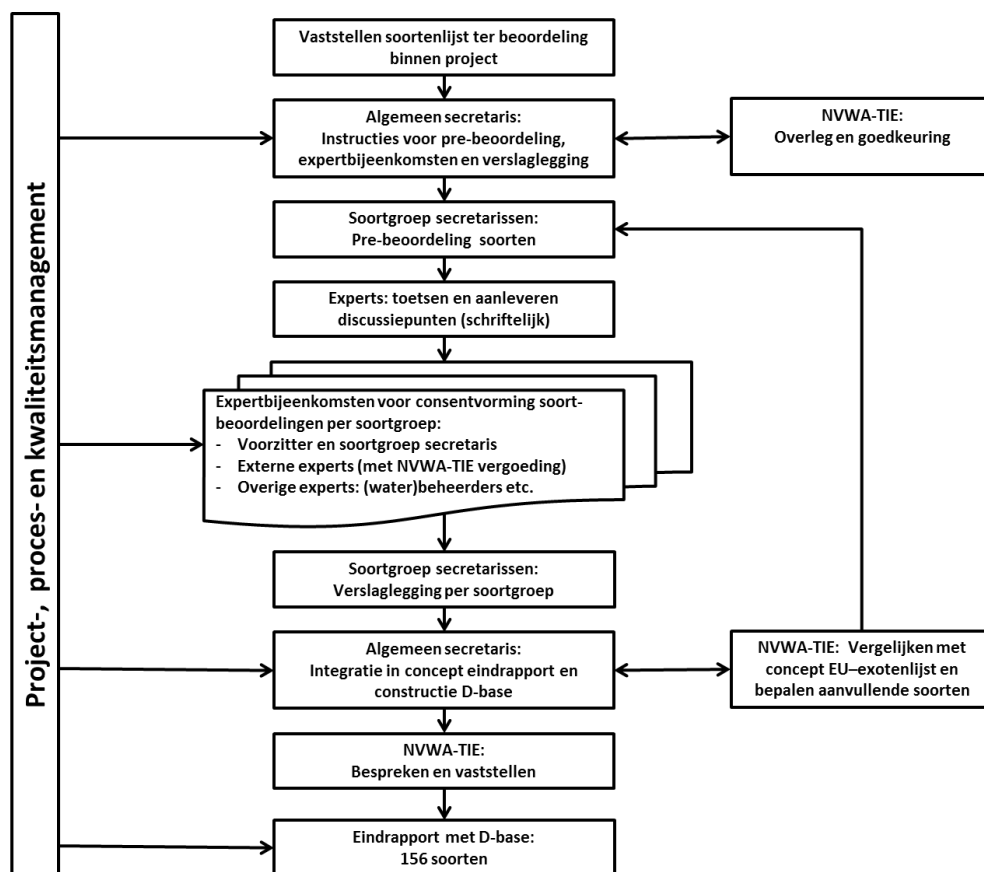 Project-, proces- en kwaliteitsmanagement
Vaststellen soortenlijst ter beoordeling
binnen project
Algemeen secretaris:
Instructies voor pre-beoordeling,
expertbijeenkomsten en verslaglegging
NVWA-TIE:
Overleg en goedkeuring
Soortgroep secretarissen:
Pre-beoordeling soorten
Experts: toetsen en aanleveren
discussiepunten (schriftelijk)
Expertbijeenkomsten voor consentvorming soort-
beoordelingen per soortgroep:
- Voorzitter en soortgroep secretaris
- Externe experts (met NVWA-TIE vergoeding)
- Overige experts: (water)beheerders etc.
Soortgroep secretarissen:
Verslaglegging per soortgroep
Algemeen secretaris:
Integratie in concept eindrapport en
constructie D-base
NVWA-TIE: Vergelijken met
concept EU–exotenlijst en
bepalen aanvullende soorten
NVWA-TIE:
Bespreken en vaststellen
Eindrapport met D-base:
156 soorten